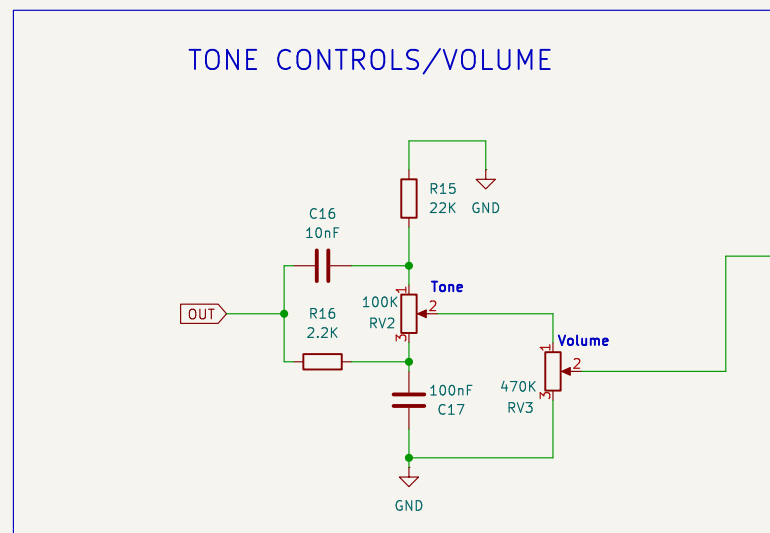 TONE CONTROLS/VOLUME
R15
22K
GND
C16
10nF
OUT
R16
2.2K
100K
RV2
1
2
3
Tone
Volume
470K
RV3
1
2
3
100nF
C17
GND